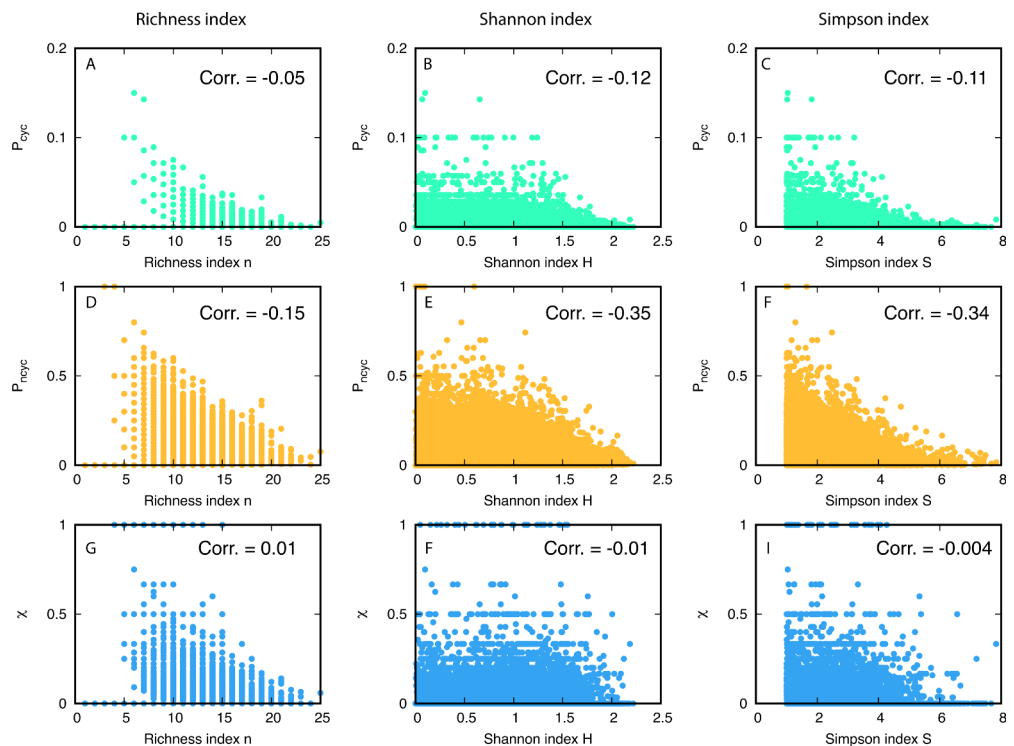 Richness index Shannon index Simpson index
0.2 0.2 0.2
A Corr. = -0.05 B Corr. = -0.12 C Corr. = -0.11
Pcyc 0.1 Pcyc 0.1 Pcyc 0.1
0 0 0
0 5 10 15 20 25 0 0.5 1 1.5 2 2.5 0 2 4 6 8
Richness index n Shannon index H Simpson index S
1 1 1
D Corr. = -0.15 E Corr. = -0.35 F Corr. = -0.34
Pncyc 0.5 Pncyc 0.5 Pncyc 0.5
0 0 0
0 5 10 15 20 25 0 0.5 1 1.5 2 2.5 0 2 4 6 8
Richness index n Shannon index H Simpson index S
1 1 1
G Corr. = 0.01 F Corr. = -0.01 I Corr. = -0.004
χ 0.5 χ 0.5 χ 0.5
0 0 0
0 5 10 15 20 25 0 0.5 1 1.5 2 2.5 0 2 4 6 8
Richness index n Shannon index H Simpson index S